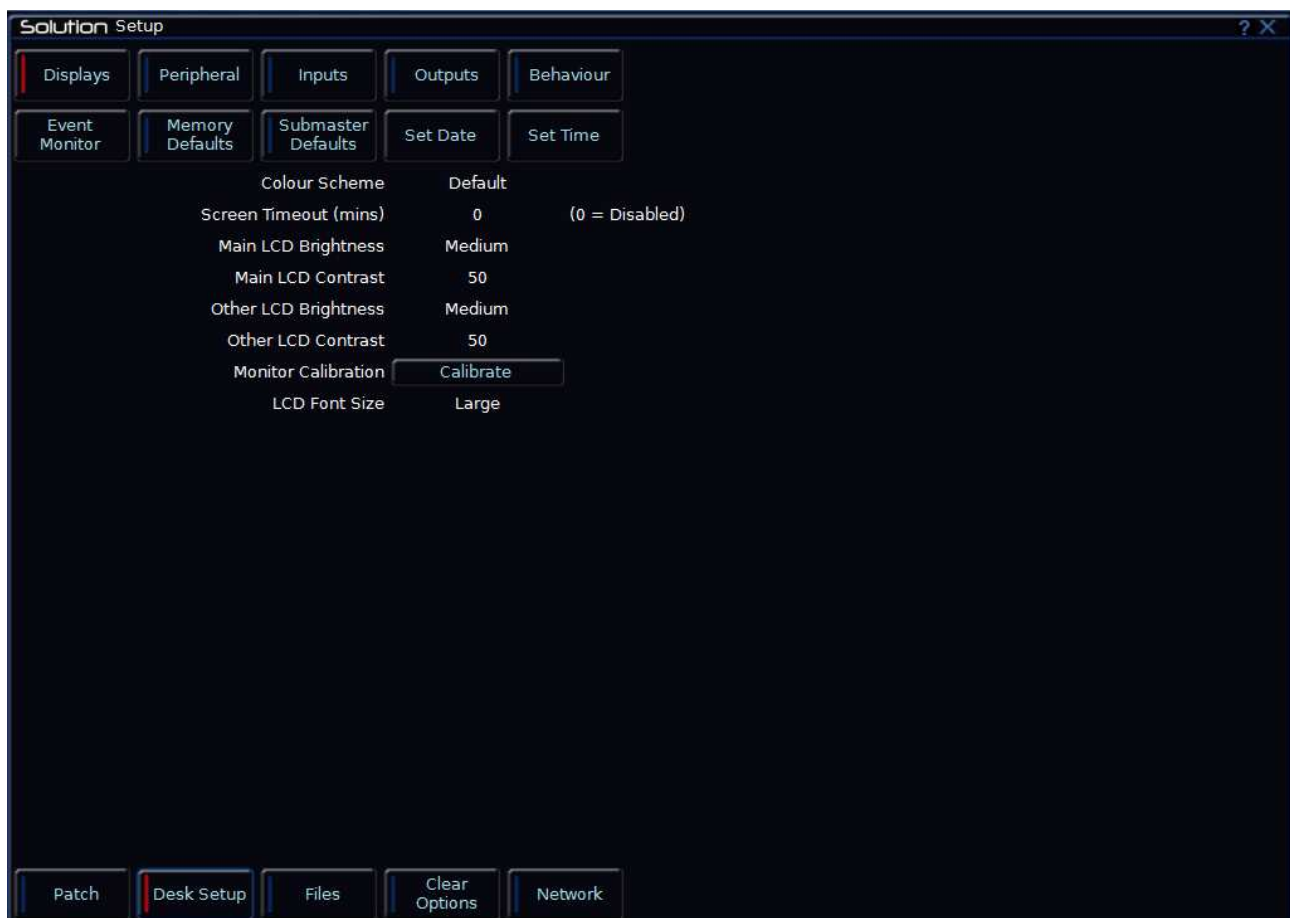 Solution Setup ? X
Displays Peripheral Inputs Outputs Behaviour
Event Monitor Memory Defaults Submaster Defaults Set Date Set Time
Colour Scheme Default
Screen Timeout (mins) 0 (0 = Disabled)
Main LCD Brightness Medium
Main LCD Contrast 50
Other LCD Brightness Medium
Other LCD Contrast 50
Monitor Calibration Calibrate
LCD Font Size Large
Patch Desk Setup Files Clear Options Network